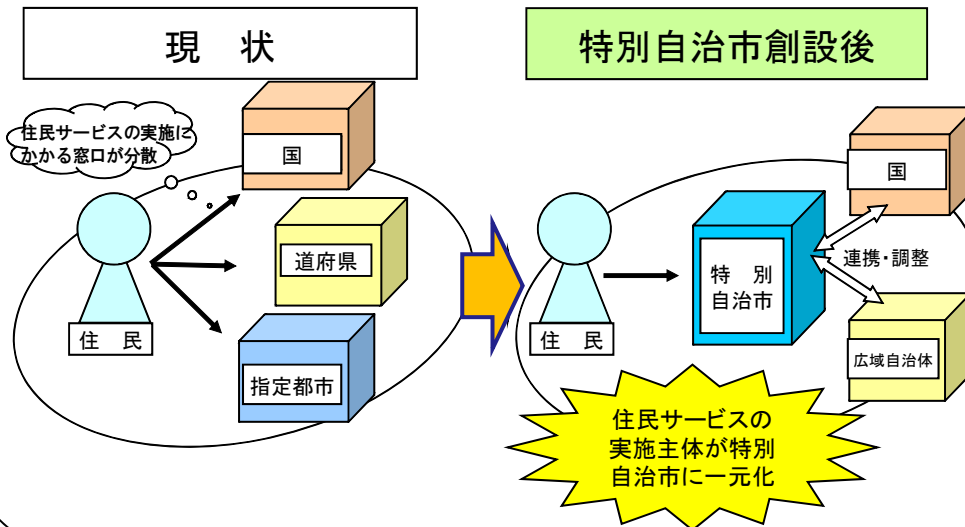 現 状
住民サービスの実施に
かかる窓口が分散
国
道府県
指定都市
住 民
特別自治市創設後
国
特 別
自治市
連携・調整
広域自治体
住 民
住民サービスの
実施主体が特別
自治市に一元化